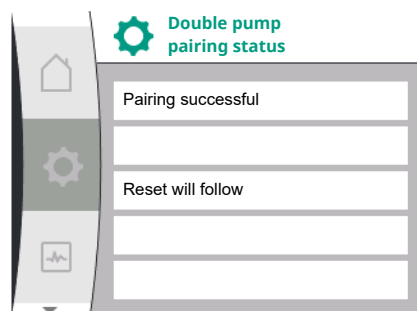 Double pump
pairing status
Pairing successful
Reset will follow